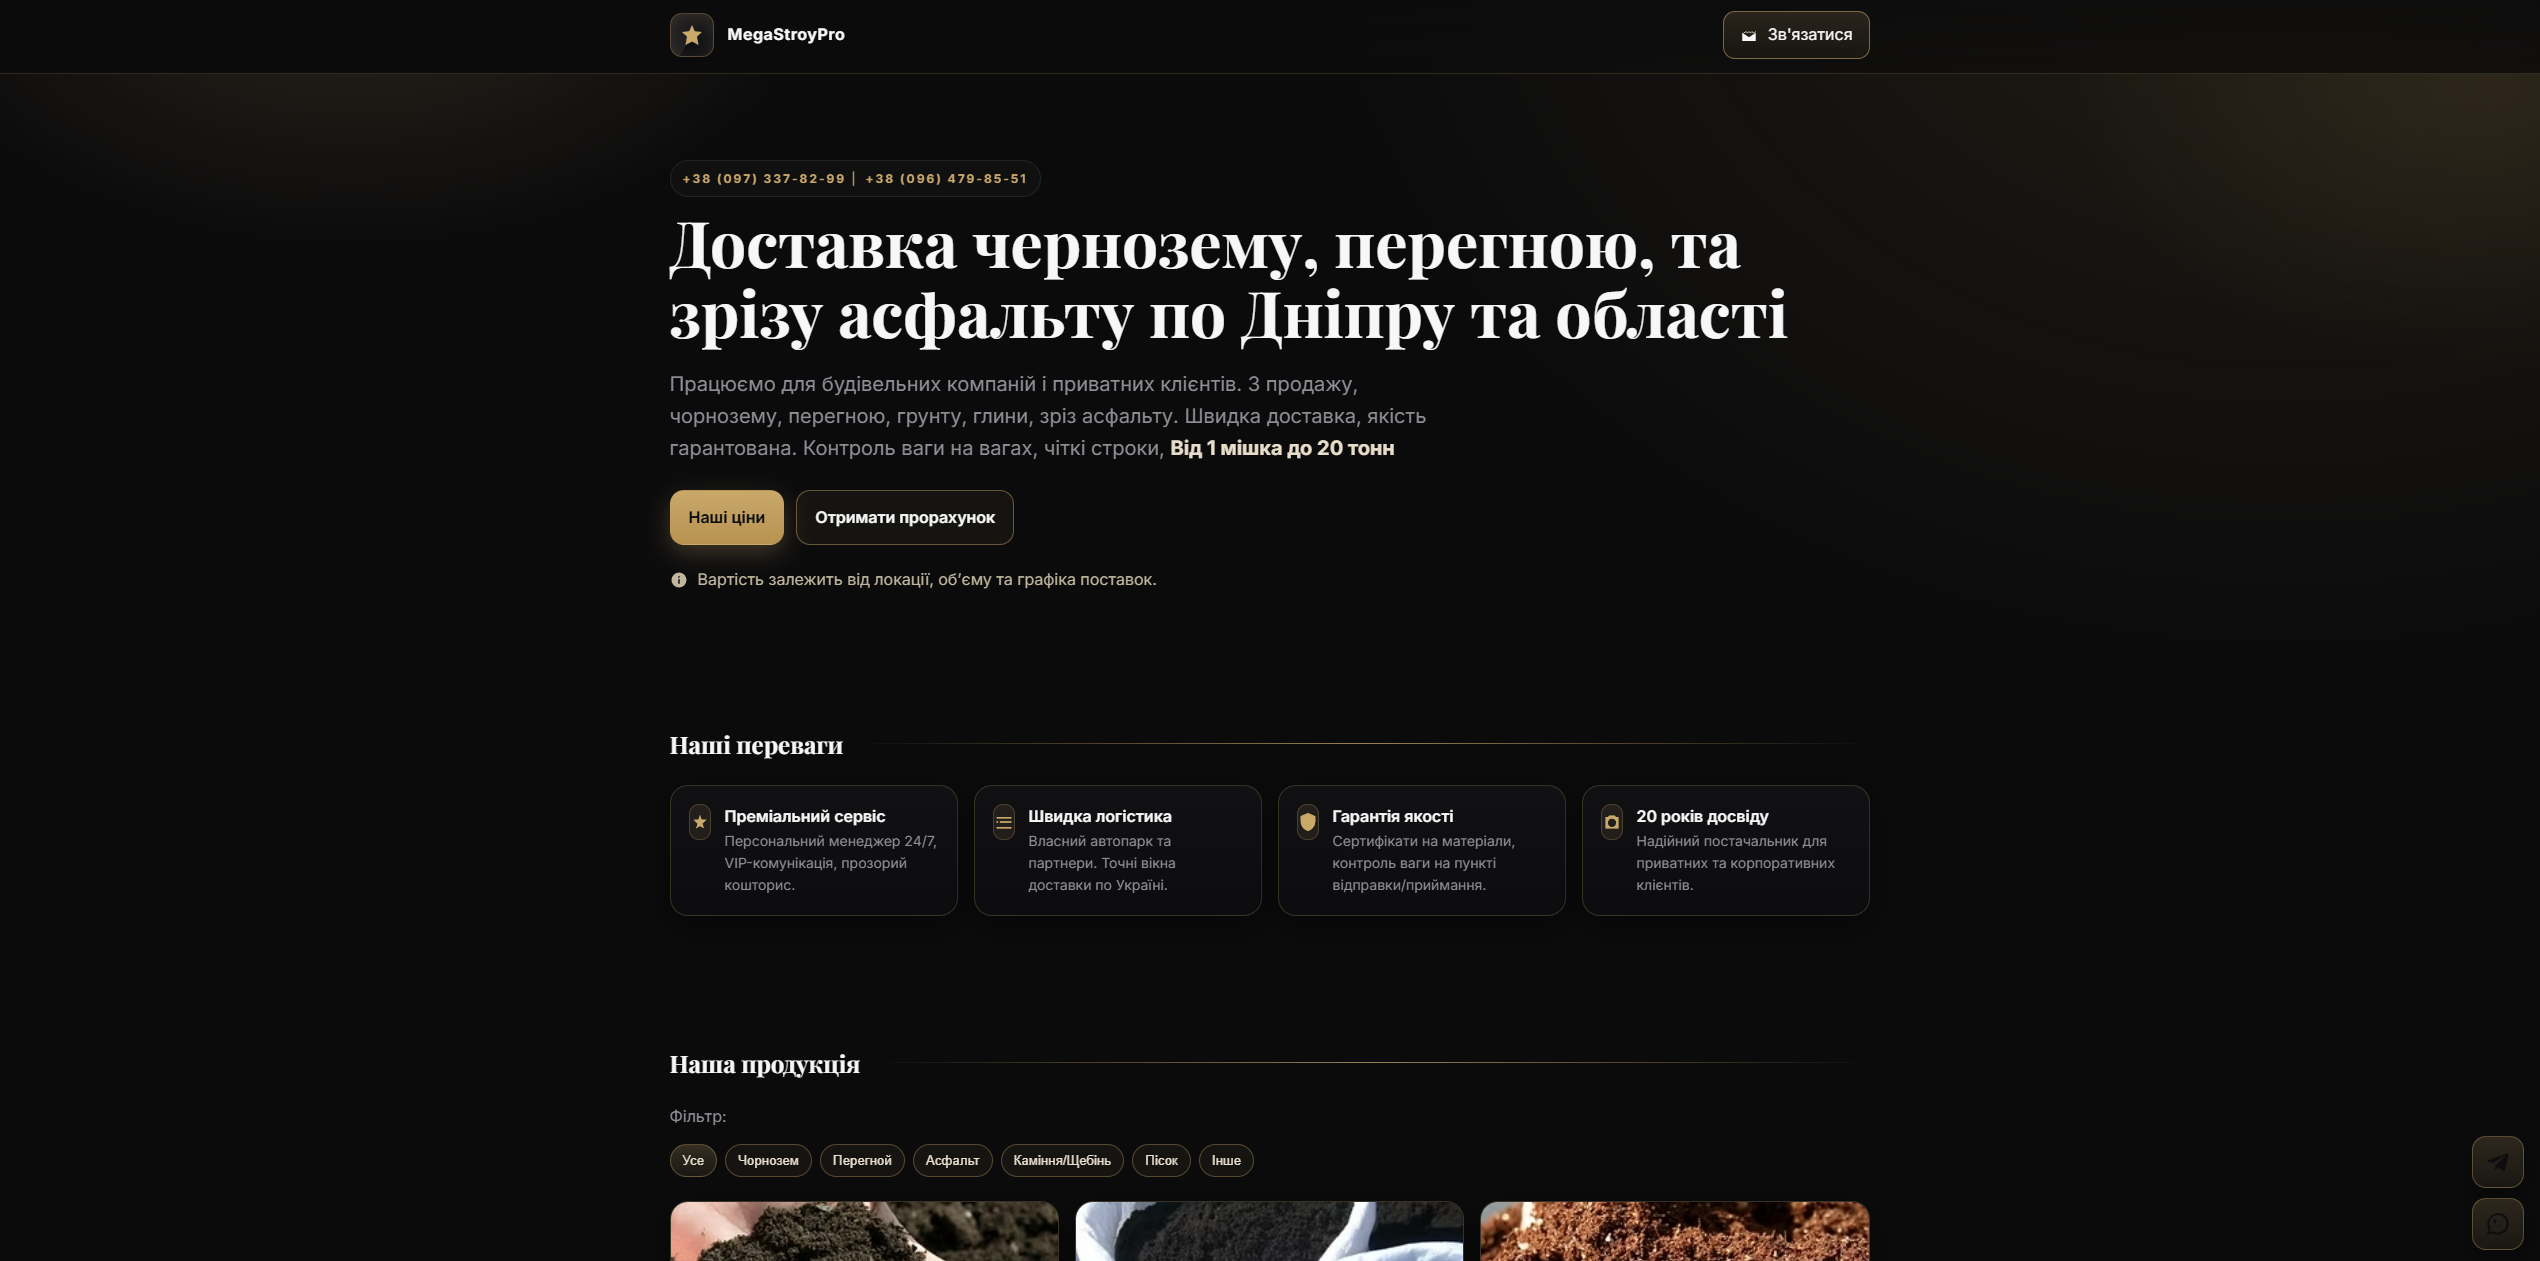 MegaStroyPro
Зв'язатися
+38 (097) 337-82-99 | +38 (096) 479-85-51
Доставка чернозему, перегною, та
зрізу асфальту по Дніпру та області
Працюємо для будівельних компаній і приватних клієнтів. З продажу,
чорнозему, перегною, грунту, глини, зріз асфальту. Швидка доставка, якість
гарантована. Контроль ваги на вагах, чіткі строки, Від 1 мішка до 20 тонн
Наші ціни
Отримати прорахунок
Вартість залежить від локації, об’єму та графіка поставок.
Наші переваги
Преміальний сервіс
Персональний менеджер 24/7,
VIP-комунікація, прозорий
кошторис.
Швидка логістика
Власний автопарк та
партнери. Точні вікна
доставки по Україні.
Гарантія якості
Сертифікати на матеріали,
контроль ваги на пункті
відправки/приймання.
20 років досвіду
Надійний постачальник для
приватних та корпоративних
клієнтів.
Наша продукція
Фільтр:
Усе
Чорнозем
Перегной
Асфальт
Каміння/Щебінь
Пісок
Інше